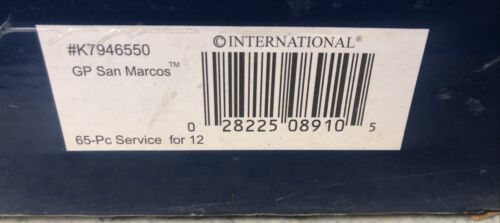 #K7946550
GP San Marcos™
65-Pc Service for 12
©INTERNATIONAL®
0 28225 08910 5